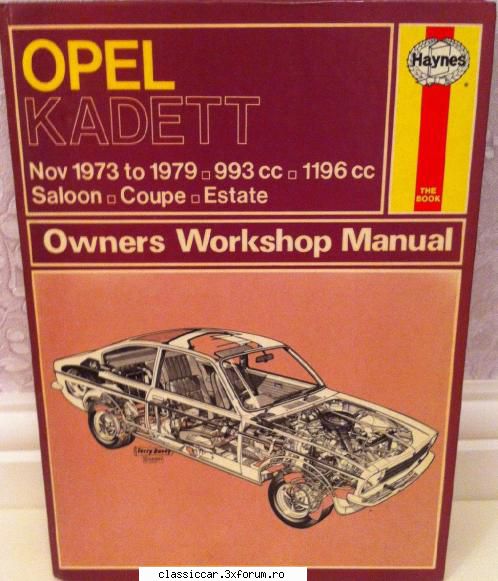 OPEL
KADETT
Nov 1973 to 1979 □ 993 cc □ 1196 cc
Saloon □ Coupe □ Estate
Haynes
®
THE
BOOK
Owners Workshop Manual
Terry Davey
classiccar.3xforum.ro